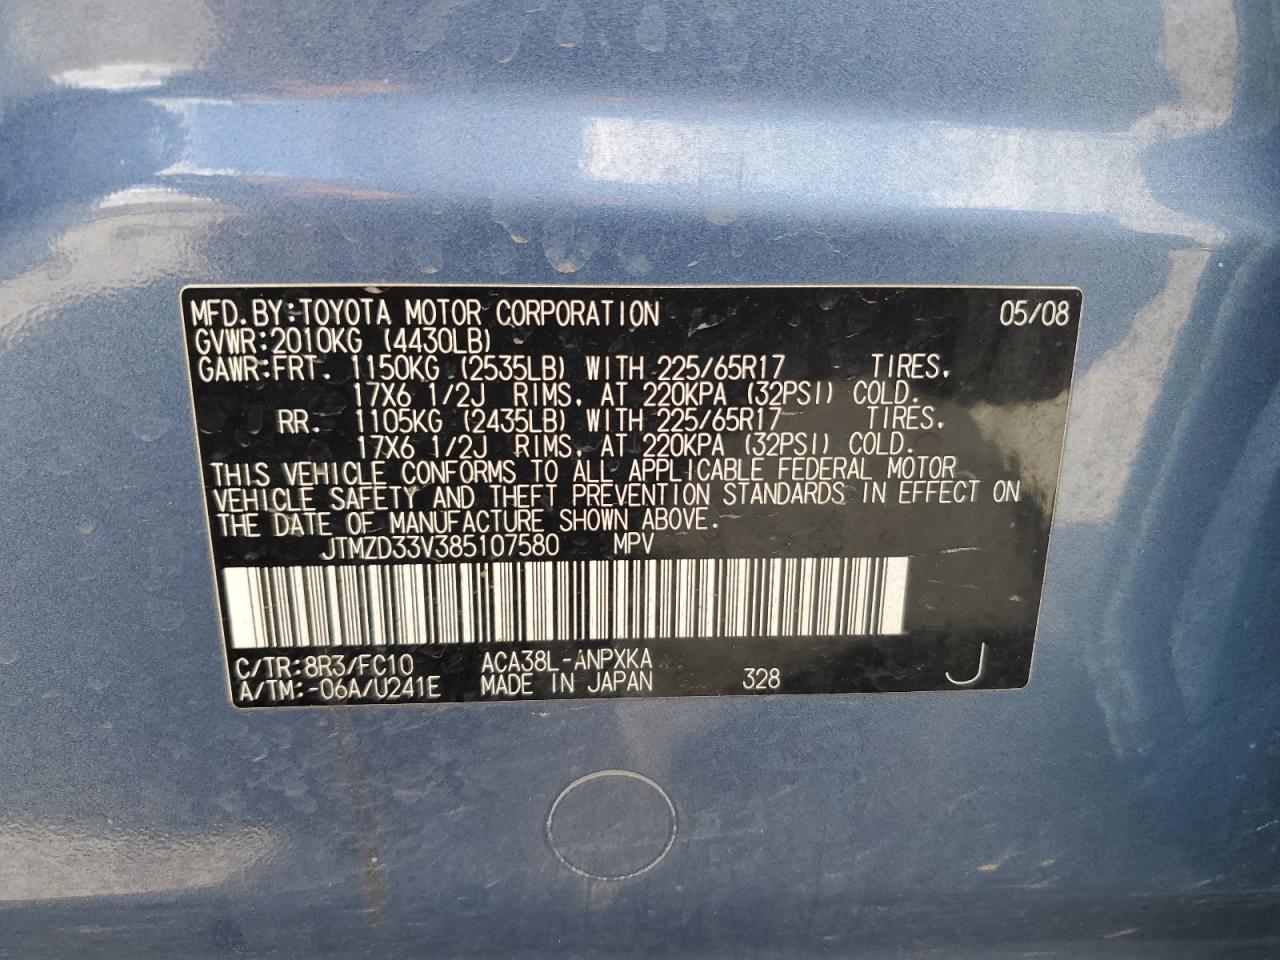 MFD.BY:TOYOTA MOTOR CORPORATION 05/08
GVWR:2010KG (4430LB)
GAWR:FRT. 1150KG (2535LB) WITH 225/65R17 TIRES,
17X6 1/2J RIMS, AT 220KPA (32PSI) COLD.
RR. 1105KG (2435LB) WITH 225/65R17 TIRES,
17X6 1/2J RIMS, AT 220KPA (32PSI) COLD.
THIS VEHICLE CONFORMS TO ALL APPLICABLE FEDERAL MOTOR
VEHICLE SAFETY AND THEFT PREVENTION STANDARDS IN EFFECT ON
THE DATE OF MANUFACTURE SHOWN ABOVE.
JTMZD33V385107580 MPV
C/TR:8R3/FC10 ACA38L-ANPXKA
A/TM:-06A/U241E MADE IN JAPAN 328 J